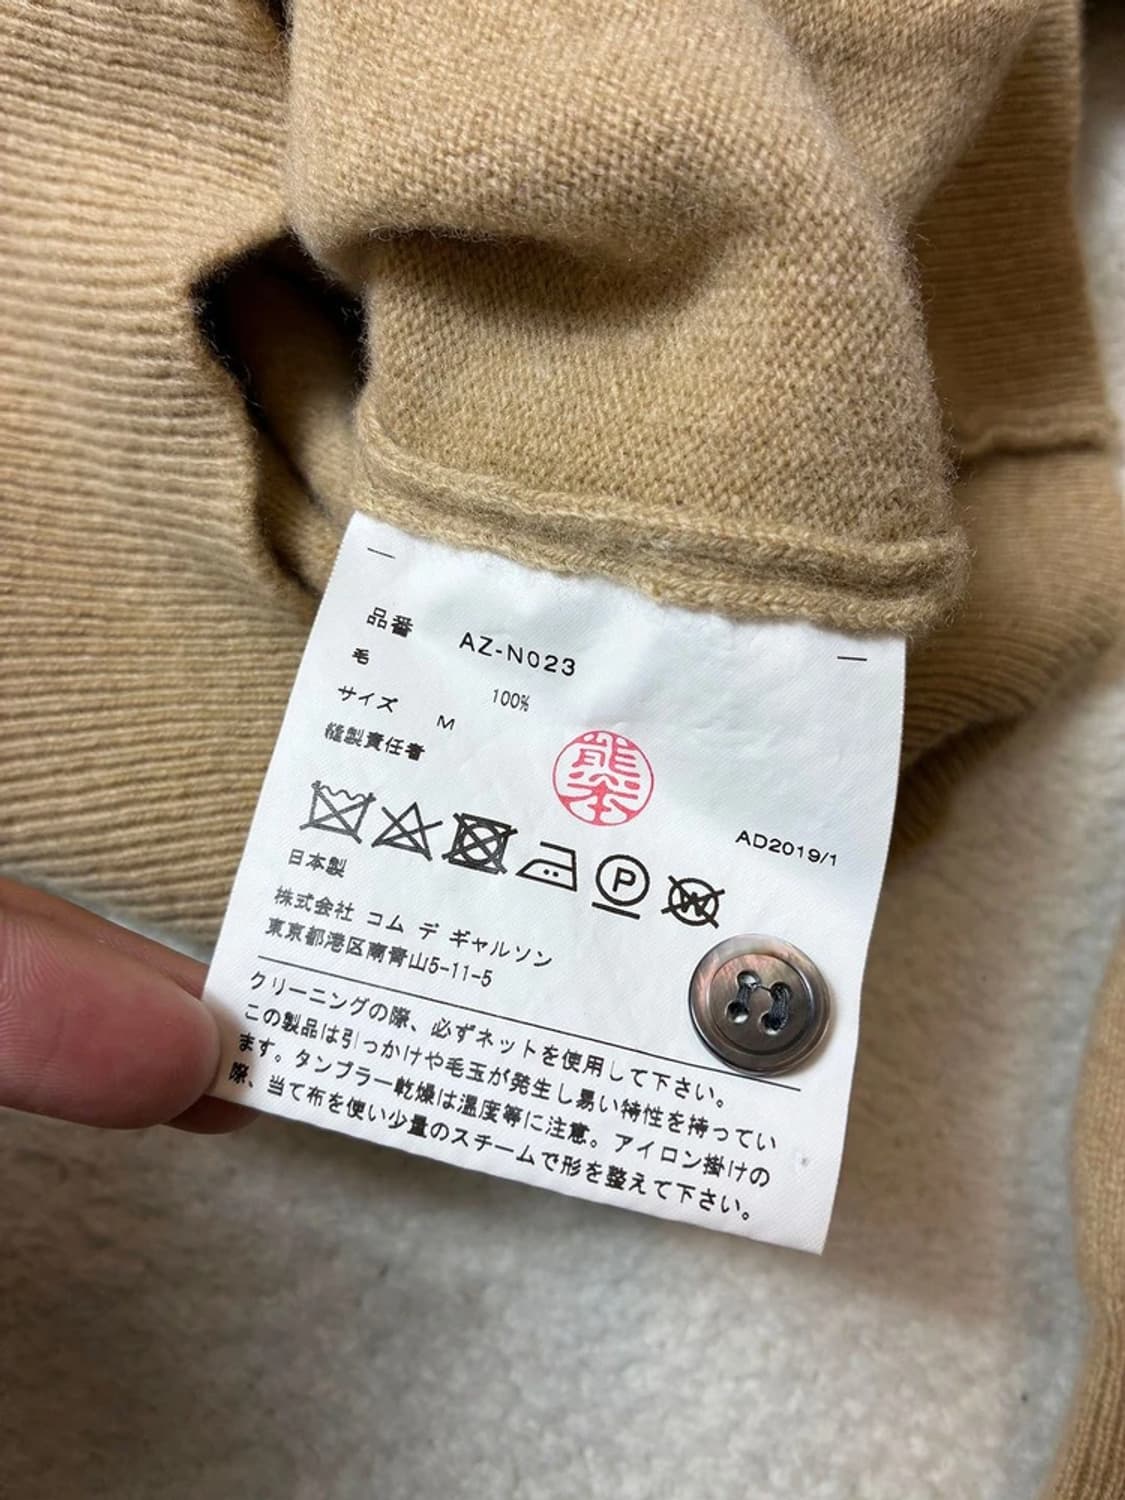 品番 AZ-N023
毛 100%
サイズ M
縫製責任者
熊本
AD2019/1
P
W
日本製
株式会社 コム デ ギャルソン
東京都港区南青山5-11-5
クリーニングの際、必ずネットを使用して下さい。
この製品は引っかけや毛玉が発生し易い特性を持ってい
ます。タンブラー乾燥は温度等に注意。アイロン掛けの
際、当て布を使い少量のスチームで形を整えて下さい。